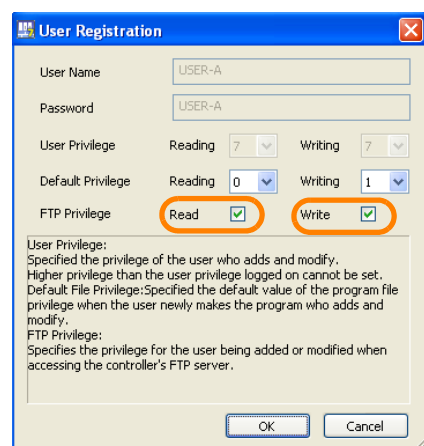 User Registration
User Name USER-A
Password USER-A
User Privilege Reading 7 Writing 7
Default Privilege Reading 0 Writing 1
FTP Privilege Read Write
User Privilege:
Specified the privilege of the user who adds and modify.
Higher privilege than the user privilege logged on cannot be set.
Default File Privilege:Specified the default value of the program file
privilege when the user newly makes the program who adds and
modify.
FTP Privilege:
Specifies the privilege for the user being added or modified when
accessing the controller's FTP server.
OK Cancel